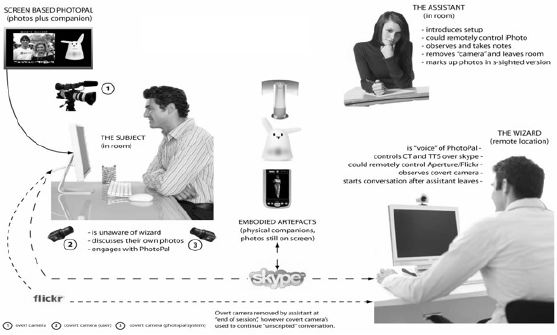 SCREEN BASED PHOTOPAL
(photos plus companion)
THE ASSISTANT
(in room)
- introduces setup
- could remotely control iPhoto
- observes and takes notes
- removes "camera" and leaves room
- marks up photos in s-sighted version
1
THE SUBJECT
(in room)
THE WIZARD
(remote location)
is "voice" of PhotoPal -
controls CT and TTS over skype -
could remotely control Aperture/Flickr -
observes covert camera -
starts conversation after assistant leaves -
EMBODIED ARTEFACTS
(physical companions,
photos still on screen)
2
- is unaware of wizard
- discusses their own photos
- engages with PhotoPal
3
skype
flickr
1 overt camera 2 covert camera (user) 3 covert camera (photopal system)
Overt camera removed by assistant at
"end of session", however covert camera's
used to continue "unscripted" conversation.